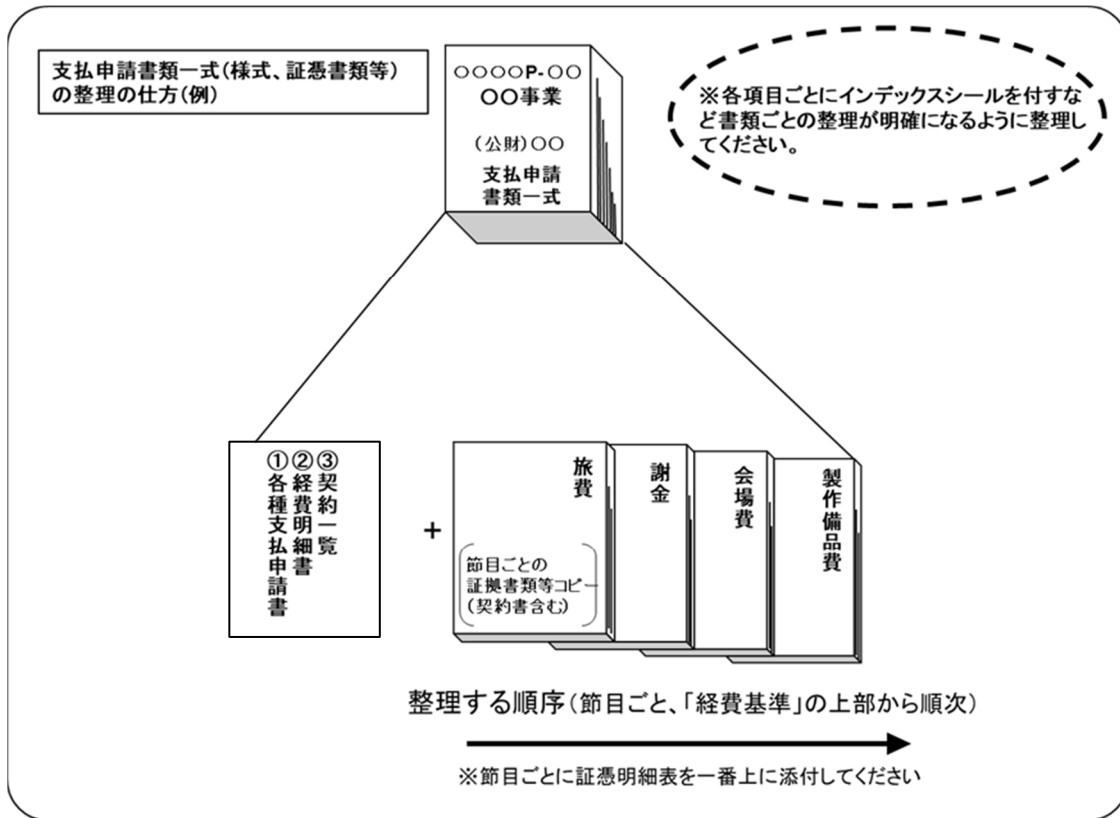 支払申請書類一式(様式、証憑書類等)
の整理の仕方(例)
○○○○P-○○
○○事業
(公財)○○
支払申請
書類一式
※各項目ごとにインデックスシールを付すな
ど書類ごとの整理が明確になるように整理し
てください。
①各種支払申請書
②経費明細書
③契約一覧
+
旅費
節目ごとの
証拠書類等コピー
(契約書含む)
謝金
会場費
製作備品費
整理する順序(節目ごと、「経費基準」の上部から順次)
※節目ごとに証憑明細表を一番上に添付してください